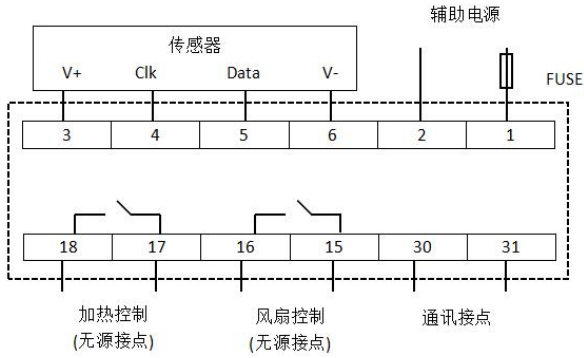 辅助电源
传感器
V+ Clk Data V-
FUSE
3 4 5 6 2 1
18 17 16 15 30 31
加热控制 风扇控制 通讯接点
(无源接点) (无源接点)